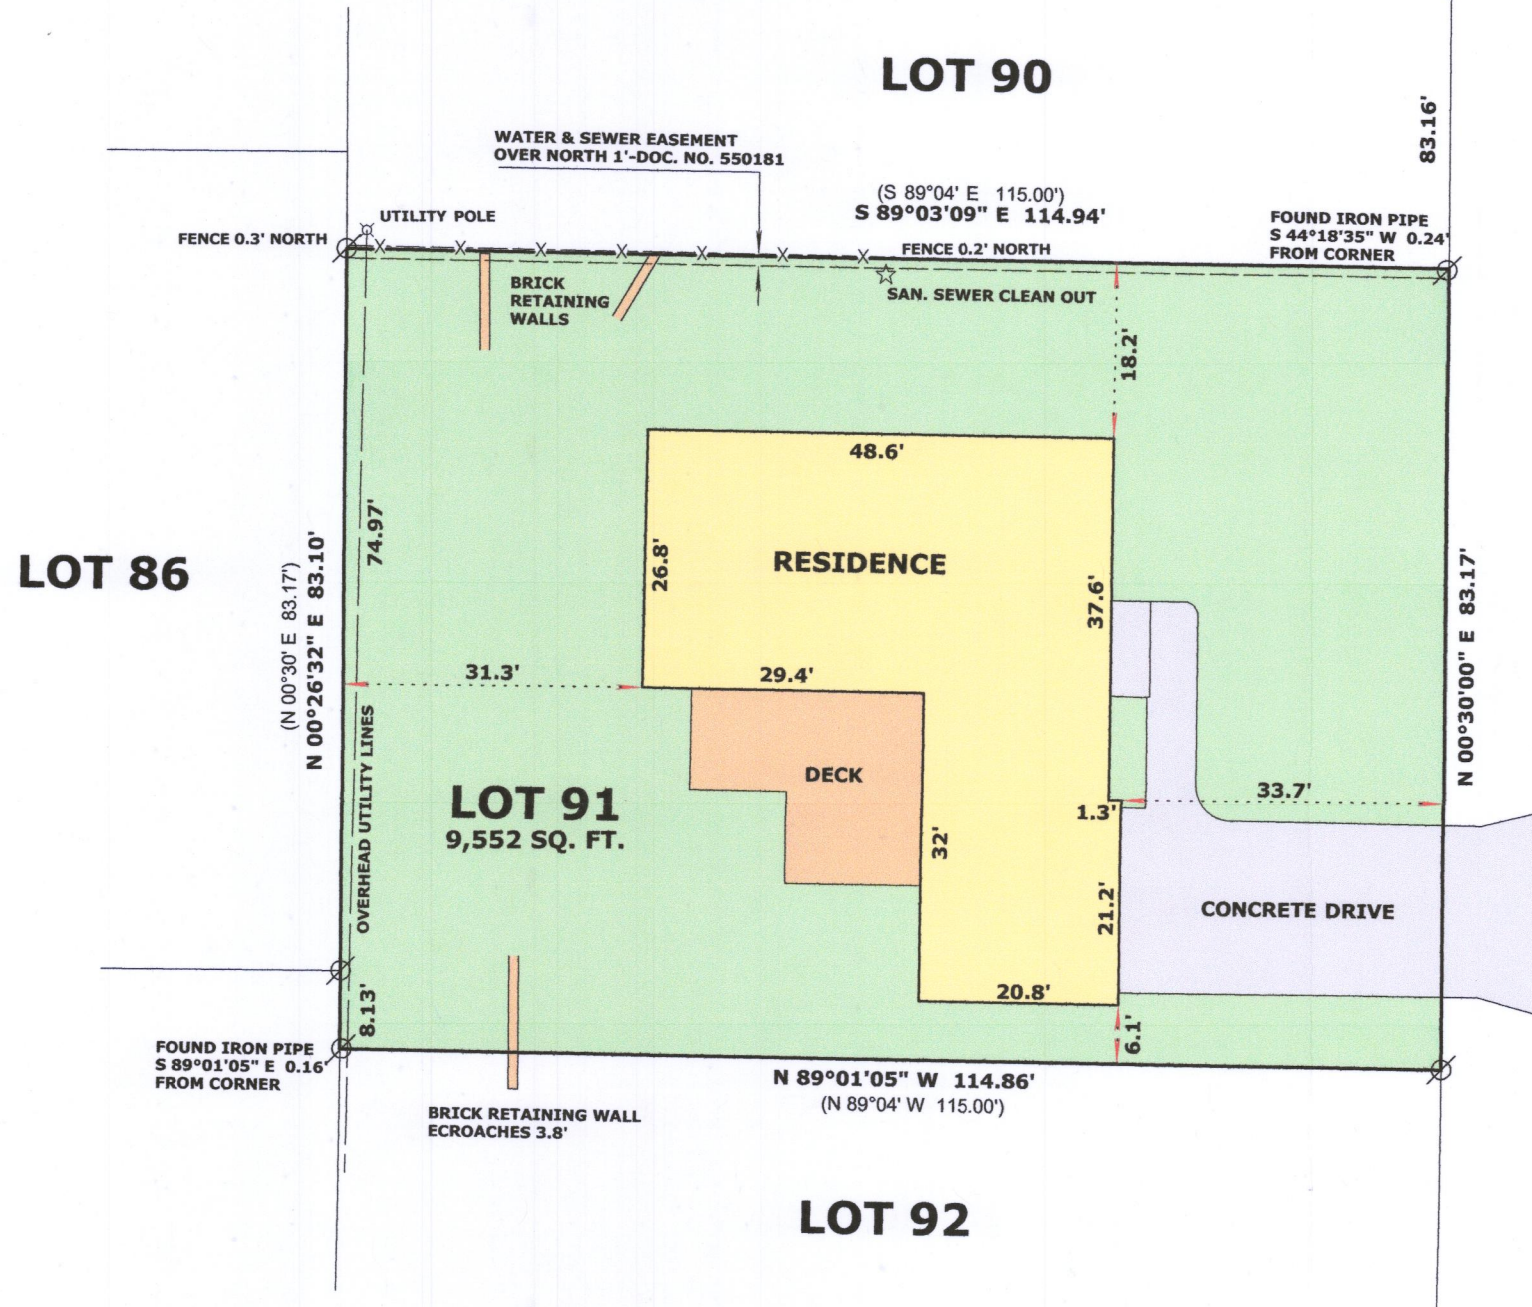 LOT 90
83.16'
WATER & SEWER EASEMENT
OVER NORTH 1'-DOC. NO. 550181
(S 89°04' E 115.00')
S 89°03'09" E 114.94'
UTILITY POLE
FENCE 0.3' NORTH
FENCE 0.2' NORTH
FOUND IRON PIPE
S 44°18'35" W 0.24'
FROM CORNER
BRICK
RETAINING
WALLS
SAN. SEWER CLEAN OUT
18.2'
48.6'
74.97'
26.8'
RESIDENCE
37.6'
LOT 86
(N 00°30' E 83.17')
N 00°26'32" E 83.10'
N 00°30'00" E 83.17'
31.3'
29.4'
OVERHEAD UTILITY LINES
DECK
LOT 91
9,552 SQ. FT.
32'
1.3'
33.7'
21.2'
CONCRETE DRIVE
20.8'
8.13'
6.1'
FOUND IRON PIPE
S 89°01'05" E 0.16'
FROM CORNER
N 89°01'05" W 114.86'
(N 89°04' W 115.00')
BRICK RETAINING WALL
ECROACHES 3.8'
LOT 92